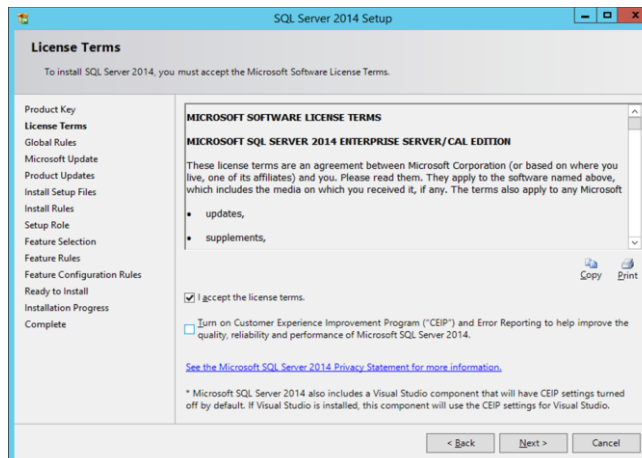 SQL Server 2014 Setup
License Terms
To install SQL Server 2014, you must accept the Microsoft Software License Terms.
Product Key
License Terms
Global Rules
Microsoft Update
Product Updates
Install Setup Files
Install Rules
Setup Role
Feature Selection
Feature Rules
Feature Configuration Rules
Ready to Install
Installation Progress
Complete
MICROSOFT SOFTWARE LICENSE TERMS
MICROSOFT SQL SERVER 2014 ENTERPRISE SERVER/CAL EDITION
These license terms are an agreement between Microsoft Corporation (or based on where you
live, one of its affiliates) and you. Please read them. They apply to the software named above,
which includes the media on which you received it, if any. The terms also apply to any Microsoft
• updates,
• supplements,
Copy Print
I accept the license terms.
Turn on Customer Experience Improvement Program ("CEIP") and Error Reporting to help improve the
quality, reliability and performance of Microsoft SQL Server 2014.
See the Microsoft SQL Server 2014 Privacy Statement for more information.
* Microsoft SQL Server 2014 also includes a Visual Studio component that will have CEIP settings turned
off by default. If Visual Studio is installed, this component will use the CEIP settings for Visual Studio.
< Back Next > Cancel